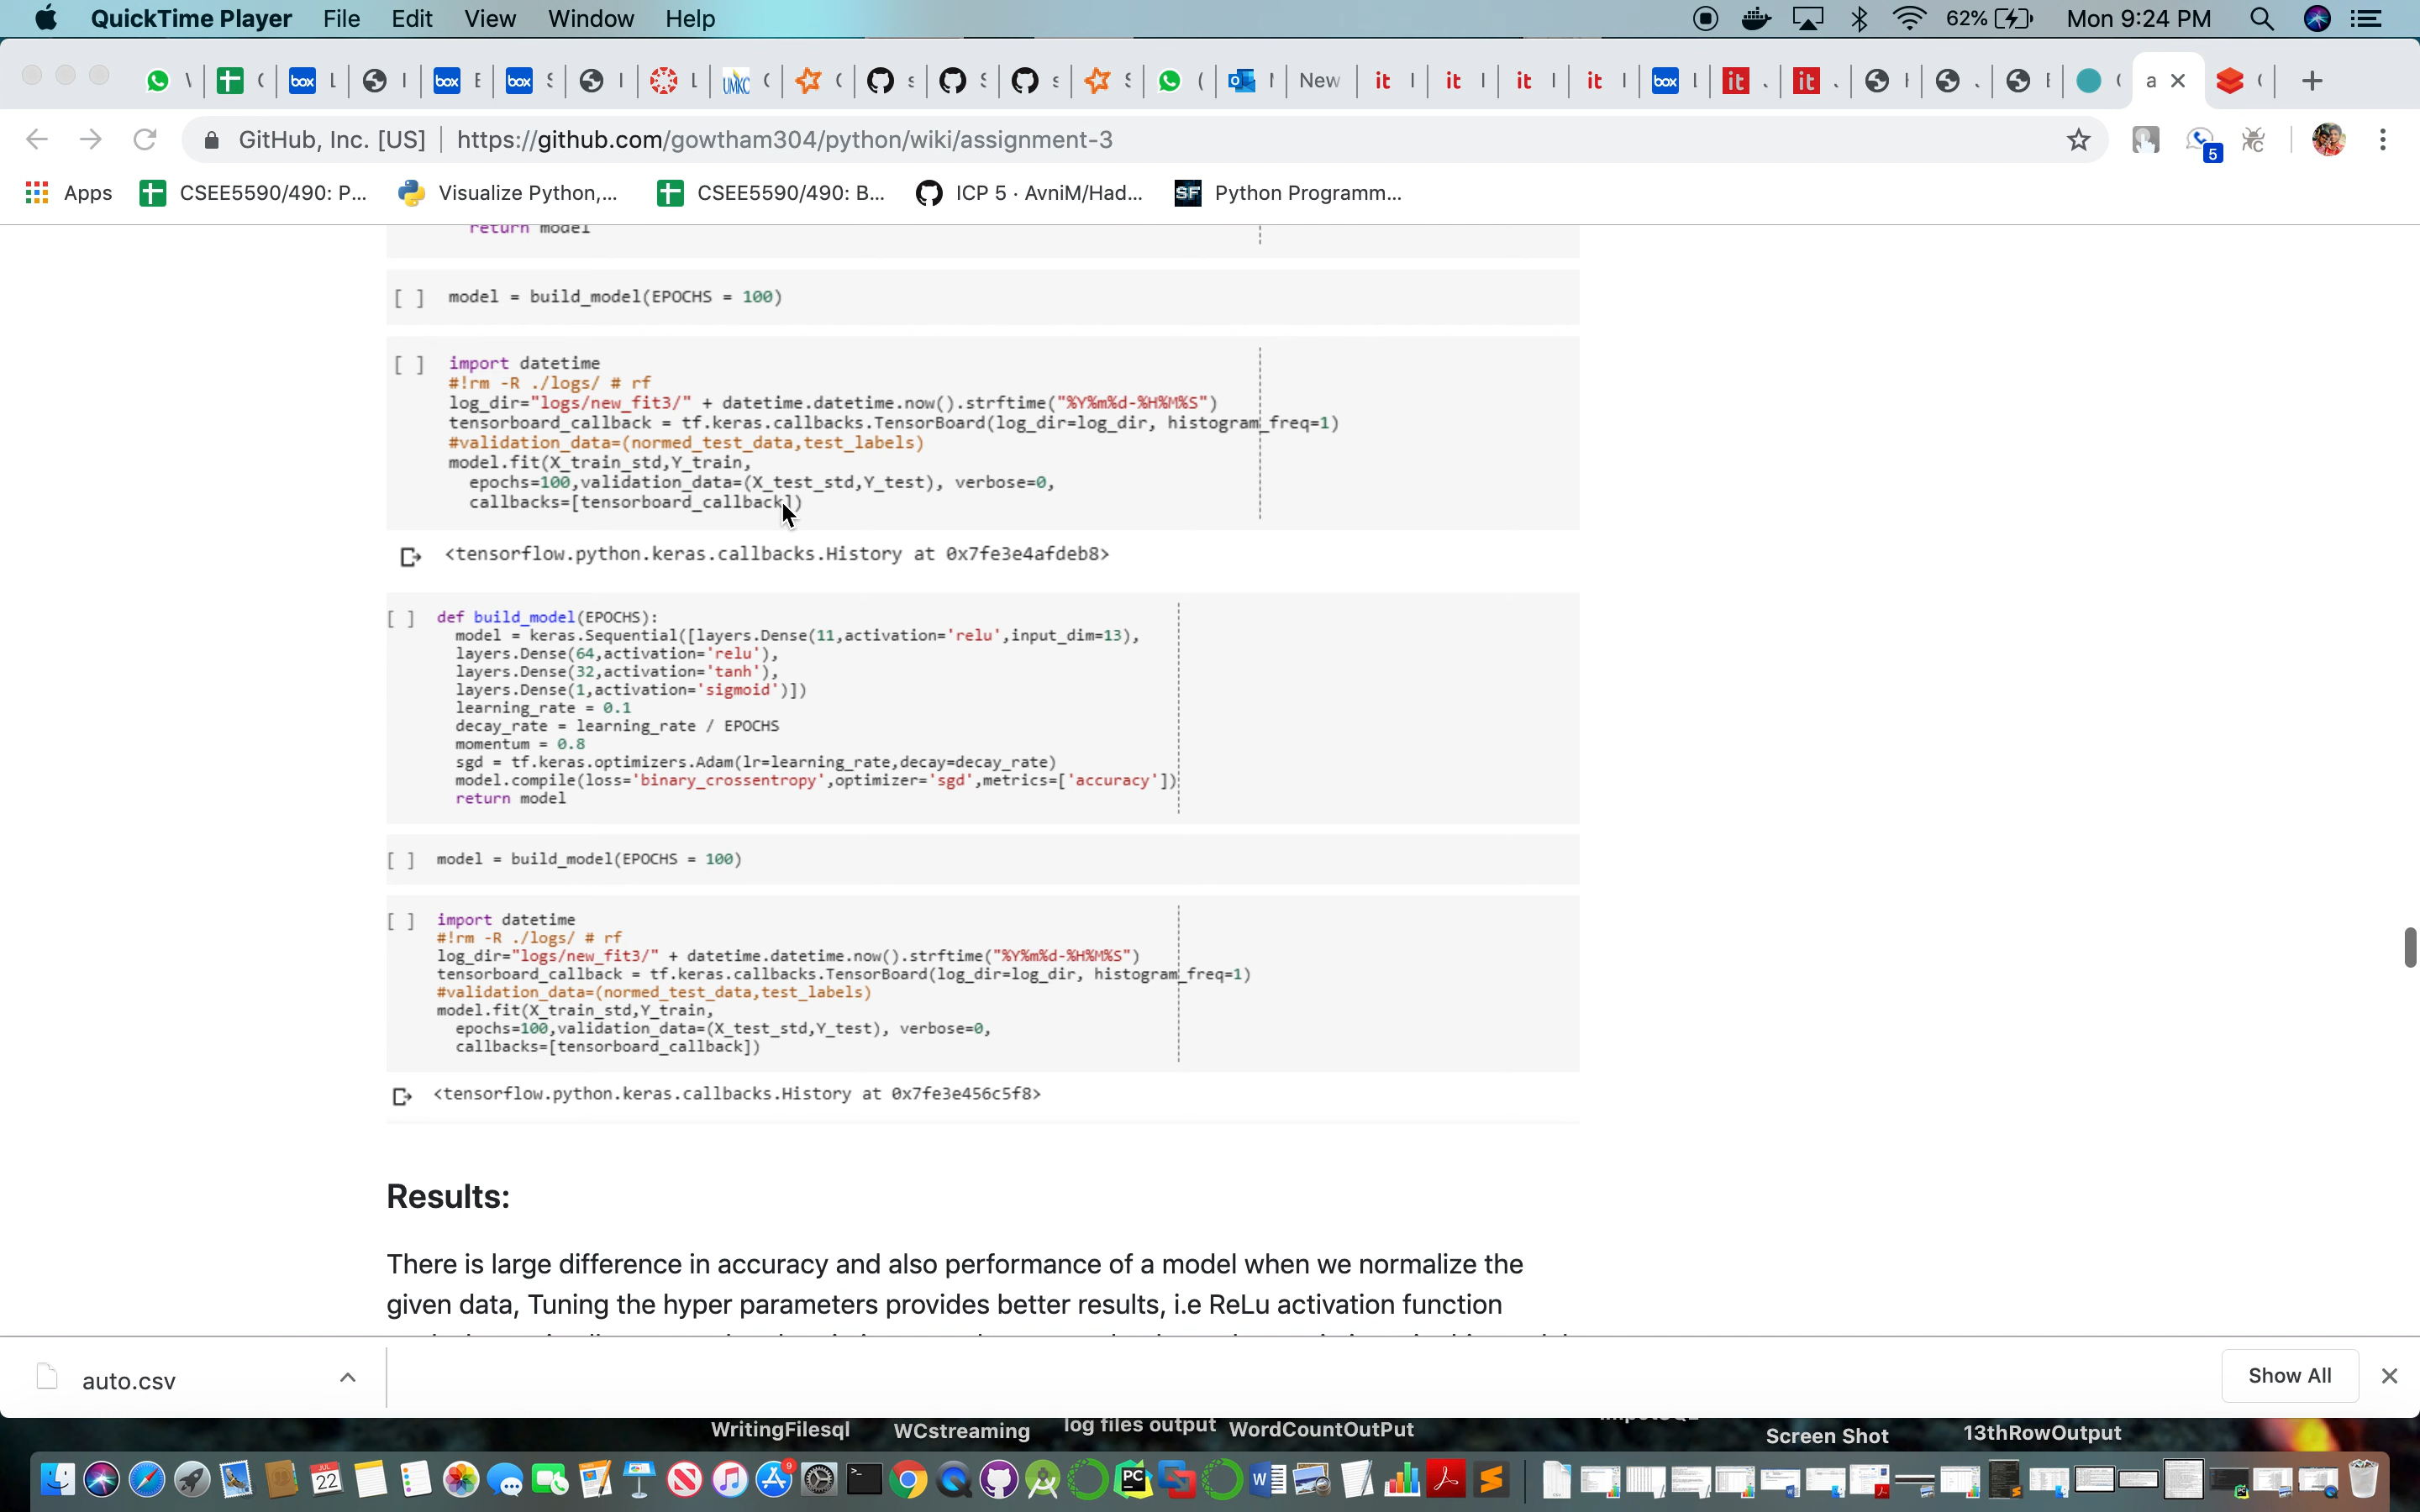 QuickTime Player File Edit View Window Help 62% Mon 9:24 PM
New
a
GitHub, Inc. [US] https://github.com/gowtham304/python/wiki/assignment-3
5
Apps CSEE5590/490: P... Visualize Python,... CSEE5590/490: B... ICP 5 · AvniM/Had... SF Python Programm...
return model
[ ] model = build_model(EPOCHS = 100)
[ ] import datetime
#!rm -R ./logs/ # rf
log_dir="logs/new_fit3/" + datetime.datetime.now().strftime("%Y%m%d-%H%M%S")
tensorboard_callback = tf.keras.callbacks.TensorBoard(log_dir=log_dir, histogram_freq=1)
#validation_data=(normed_test_data,test_labels)
model.fit(X_train_std,Y_train,
epochs=100,validation_data=(X_test_std,Y_test), verbose=0,
callbacks=[tensorboard_callback])
<tensorflow.python.keras.callbacks.History at 0x7fe3e4afdeb8>
[ ] def build_model(EPOCHS):
model = keras.Sequential([layers.Dense(11,activation='relu',input_dim=13),
layers.Dense(64,activation='relu'),
layers.Dense(32,activation='tanh'),
layers.Dense(1,activation='sigmoid')])
learning_rate = 0.1
decay_rate = learning_rate / EPOCHS
momentum = 0.8
sgd = tf.keras.optimizers.Adam(lr=learning_rate,decay=decay_rate)
model.compile(loss='binary_crossentropy',optimizer='sgd',metrics=['accuracy'])
return model
[ ] model = build_model(EPOCHS = 100)
[ ] import datetime
#!rm -R ./logs/ # rf
log_dir="logs/new_fit3/" + datetime.datetime.now().strftime("%Y%m%d-%H%M%S")
tensorboard_callback = tf.keras.callbacks.TensorBoard(log_dir=log_dir, histogram_freq=1)
#validation_data=(normed_test_data,test_labels)
model.fit(X_train_std,Y_train,
epochs=100,validation_data=(X_test_std,Y_test), verbose=0,
callbacks=[tensorboard_callback])
<tensorflow.python.keras.callbacks.History at 0x7fe3e456c5f8>
Results:
There is large difference in accuracy and also performance of a model when we normalize the
given data, Tuning the hyper parameters provides better results, i.e ReLu activation function
auto.csv Show All
WritingFilesql WCstreaming log files output WordCountOutPut Screen Shot 13thRowOutput
JUL 22 9